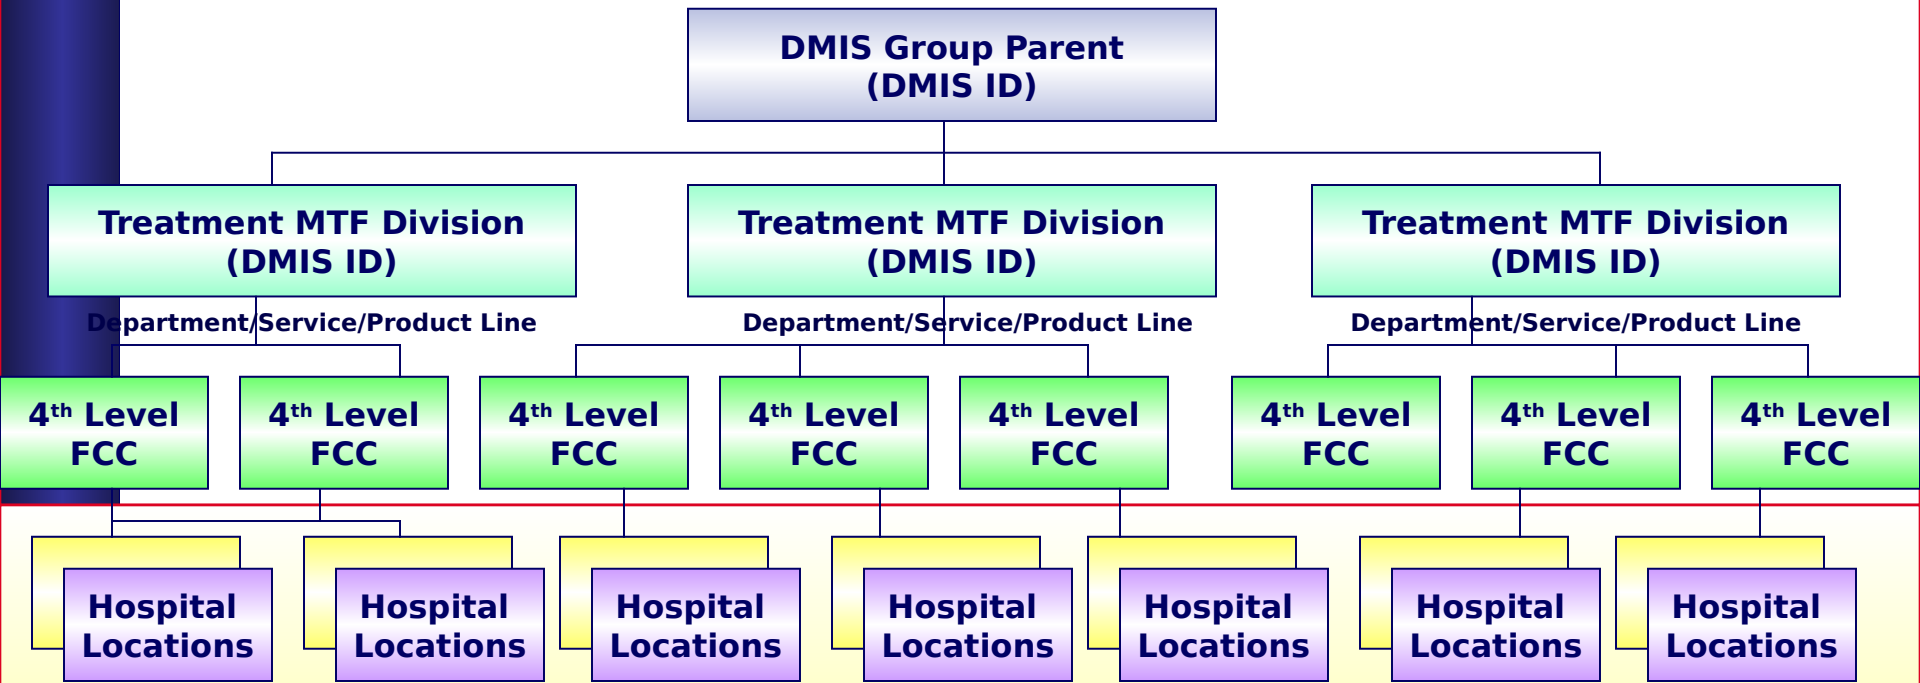 DMIS Group Parent
(DMIS ID)
Treatment MTF Division
(DMIS ID)
Treatment MTF Division
(DMIS ID)
Treatment MTF Division
(DMIS ID)
Department/Service/Product Line
Department/Service/Product Line
Department/Service/Product Line
4th Level
FCC
4th Level
FCC
4th Level
FCC
4th Level
FCC
4th Level
FCC
4th Level
FCC
4th Level
FCC
4th Level
FCC
Hospital
Locations
Hospital
Locations
Hospital
Locations
Hospital
Locations
Hospital
Locations
Hospital
Locations
Hospital
Locations